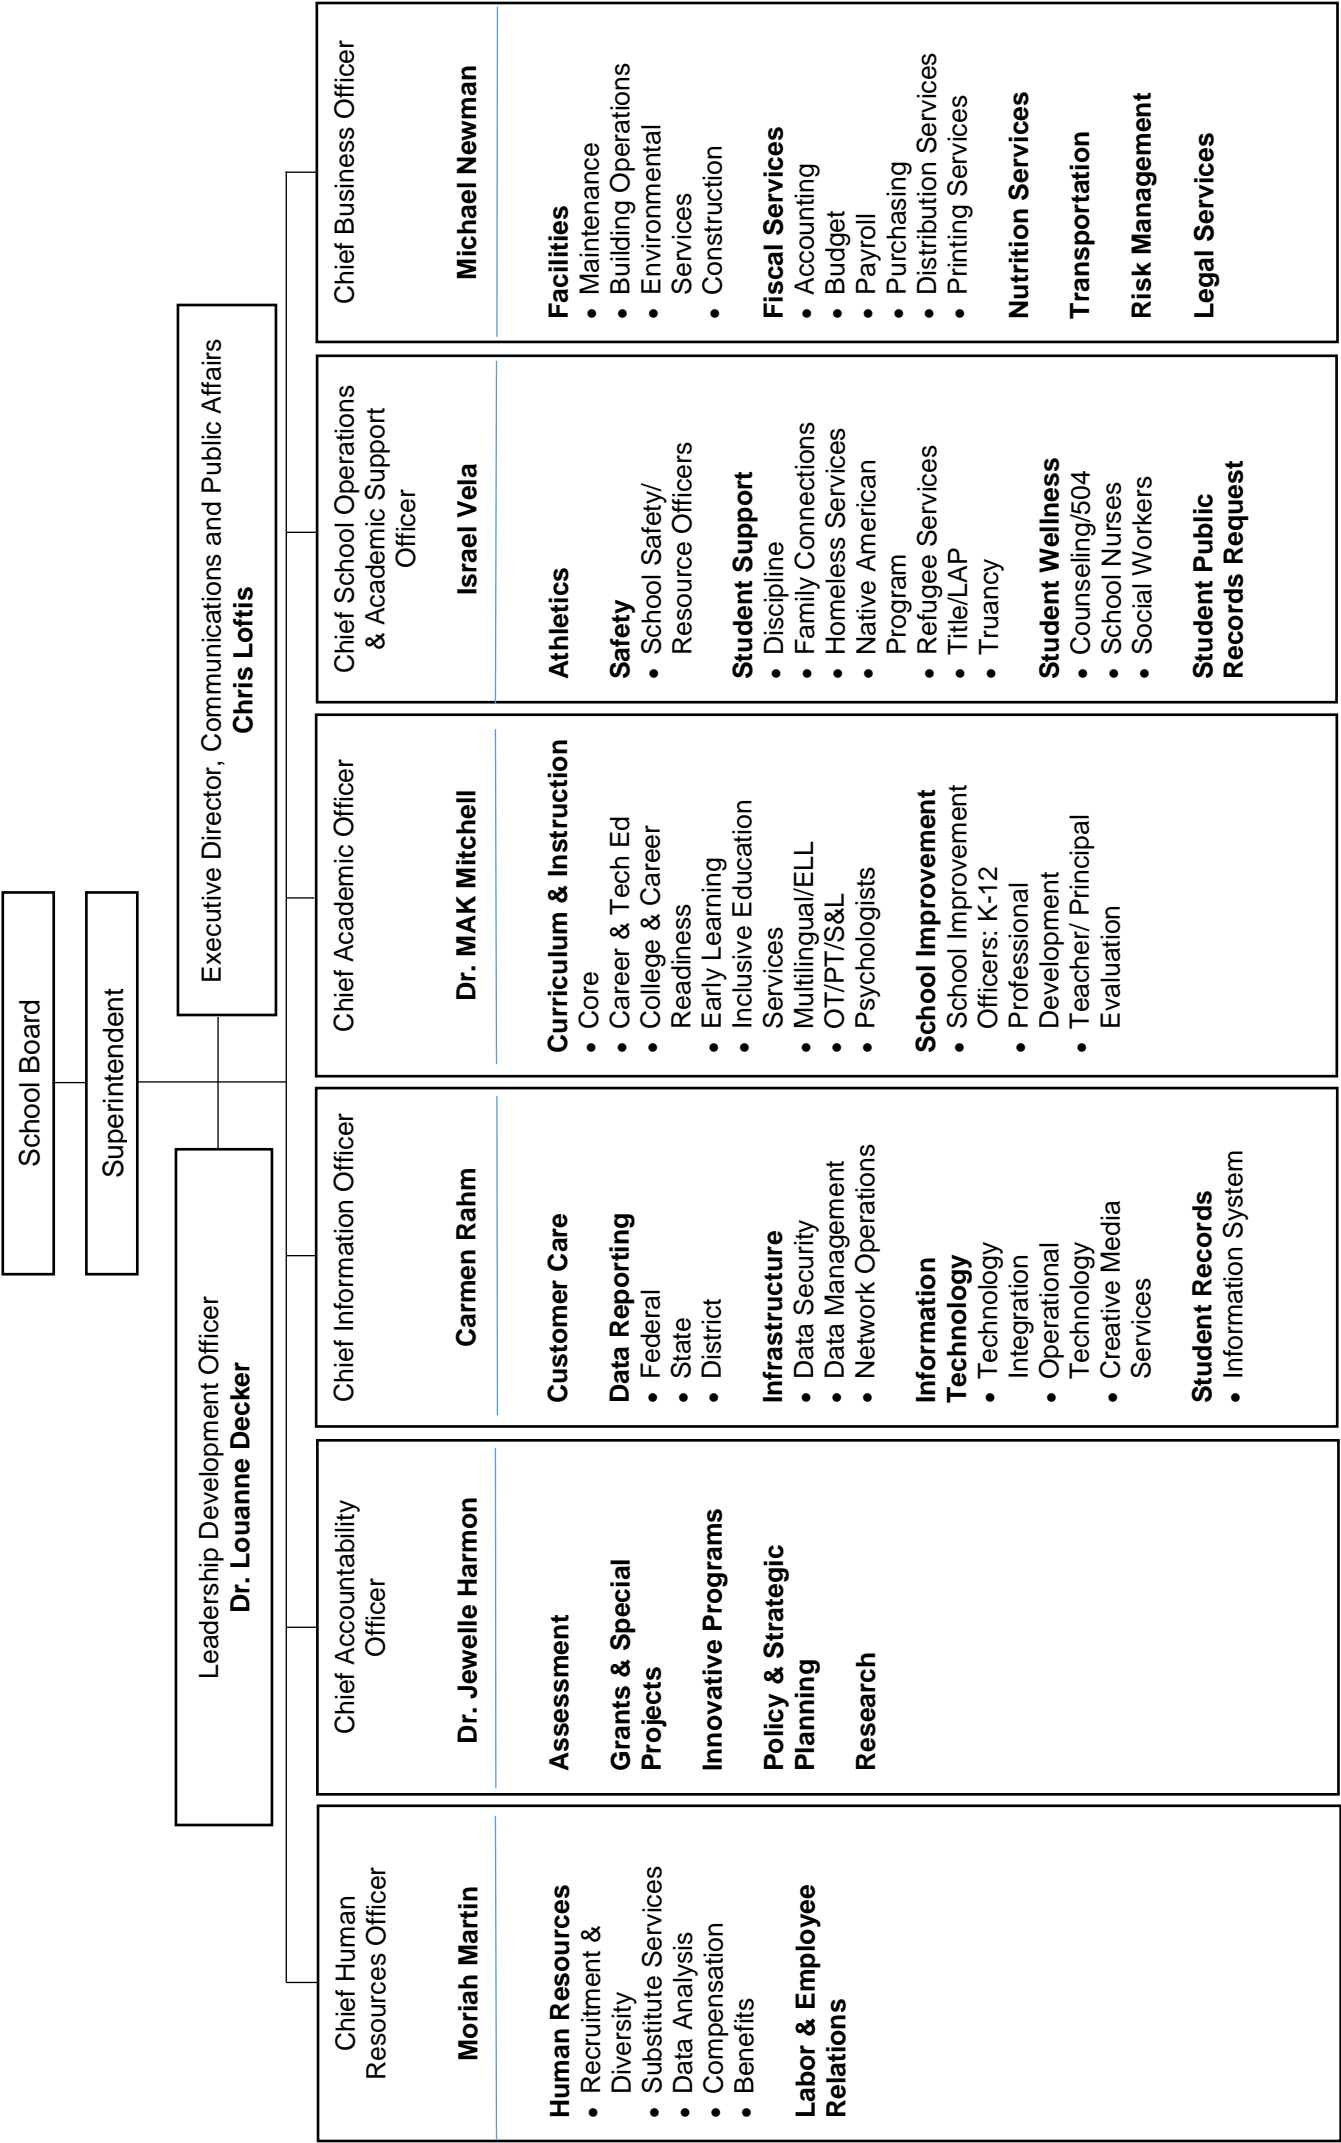 School Board
Superintendent
Leadership Development Officer
Dr. Louanne Decker
Executive Director, Communications and Public Affairs
Chris Loftis
Chief Human
Resources Officer
Moriah Martin
Human Resources
• Recruitment &
Diversity
• Substitute Services
• Data Analysis
• Compensation
• Benefits
Labor & Employee
Relations
Chief Accountability
Officer
Dr. Jewelle Harmon
Assessment
Grants & Special
Projects
Innovative Programs
Policy & Strategic
Planning
Research
Chief Information Officer
Carmen Rahm
Customer Care
Data Reporting
• Federal
• State
• District
Infrastructure
• Data Security
• Data Management
• Network Operations
Information
Technology
• Technology
Integration
• Operational
Technology
• Creative Media
Services
Student Records
• Information System
Chief Academic Officer
Dr. MAK Mitchell
Curriculum & Instruction
• Core
• Career & Tech Ed
• College & Career
Readiness
• Early Learning
• Inclusive Education
Services
• Multilingual/ELL
• OT/PT/S&L
• Psychologists
School Improvement
• School Improvement
Officers: K-12
• Professional
Development
• Teacher/ Principal
Evaluation
Chief School Operations
& Academic Support
Officer
Israel Vela
Athletics
Safety
• School Safety/
Resource Officers
Student Support
• Discipline
• Family Connections
• Homeless Services
• Native American
Program
• Refugee Services
• Title/LAP
• Truancy
Student Wellness
• Counseling/504
• School Nurses
• Social Workers
Student Public
Records Request
Chief Business Officer
Michael Newman
Facilities
• Maintenance
• Building Operations
• Environmental
Services
• Construction
Fiscal Services
• Accounting
• Budget
• Payroll
• Purchasing
• Distribution Services
• Printing Services
Nutrition Services
Transportation
Risk Management
Legal Services